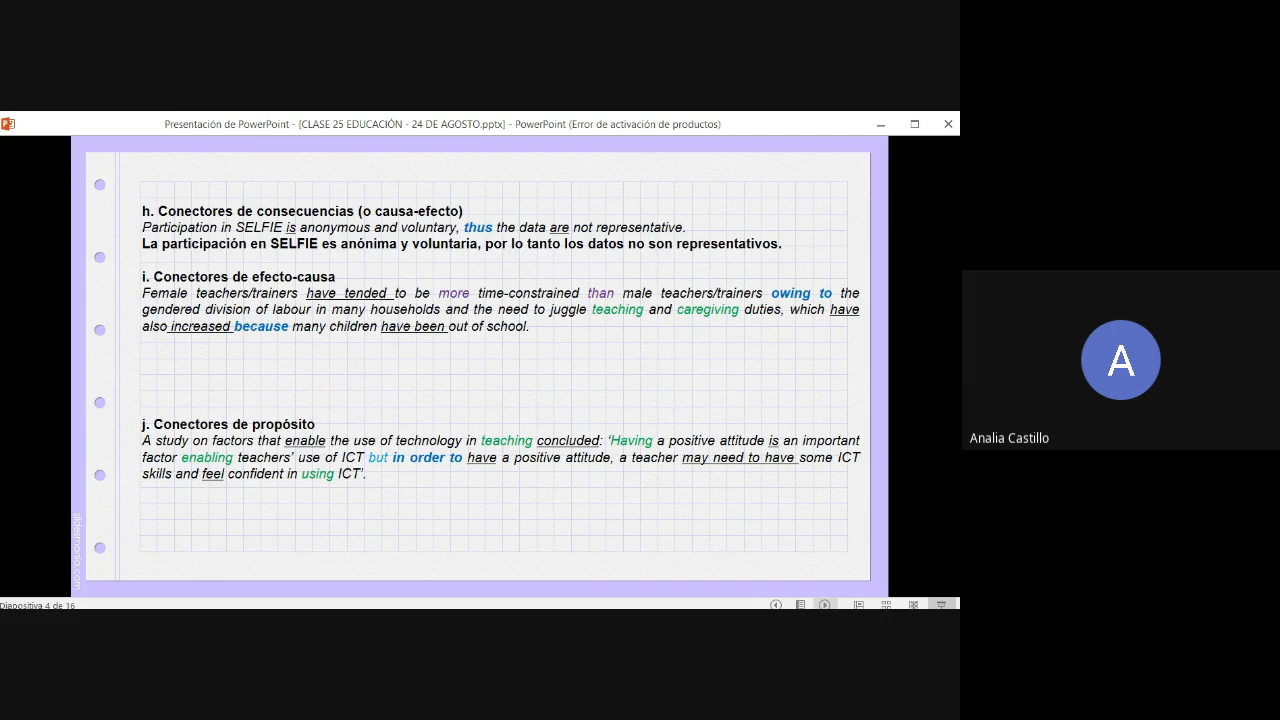 Presentación de PowerPoint - [CLASE 25 EDUCACIÓN - 24 DE AGOSTO.pptx] - PowerPoint (Error de activación de productos)
h. Conectores de consecuencias (o causa-efecto)
Participation in SELFIE is anonymous and voluntary, thus the data are not representative.
La participación en SELFIE es anónima y voluntaria, por lo tanto los datos no son representativos.
i. Conectores de efecto-causa
Female teachers/trainers have tended to be more time-constrained than male teachers/trainers owing to the
gendered division of labour in many households and the need to juggle teaching and caregiving duties, which have
also increased because many children have been out of school.
j. Conectores de propósito
A study on factors that enable the use of technology in teaching concluded: ‘Having a positive attitude is an important
factor enabling teachers’ use of ICT but in order to have a positive attitude, a teacher may need to have some ICT
skills and feel confident in using ICT’.
Diapositiva 4 de 16
A
Analia Castillo